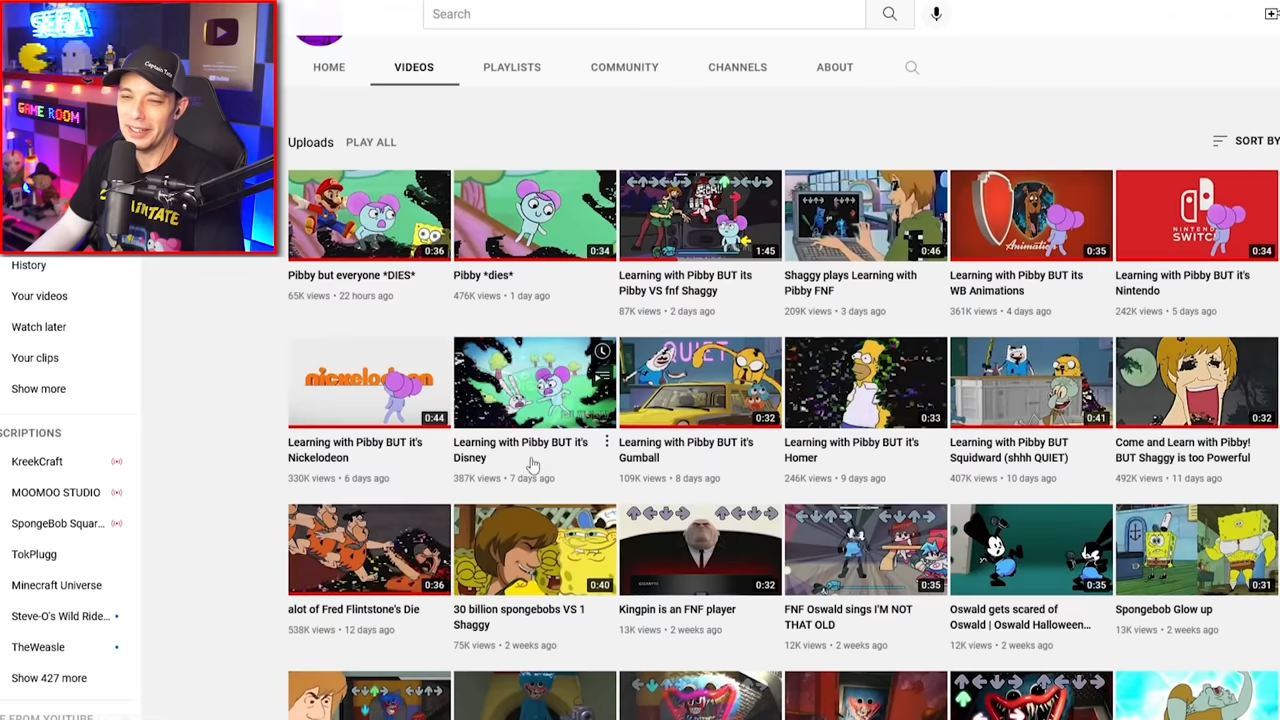 SEFA
GAME ROOM
Captain Tate
TATE
Search
HOME
VIDEOS
PLAYLISTS
COMMUNITY
CHANNELS
ABOUT
Uploads
PLAY ALL
SORT BY
0:36
0:34
1:45
0:46
Animation
0:35
NINTENDO
SWITCH
0:34
Pibby but everyone *DIES*
65K views • 22 hours ago
Pibby *dies*
476K views • 1 day ago
Learning with Pibby BUT its
Pibby VS fnf Shaggy
87K views • 2 days ago
Shaggy plays Learning with
Pibby FNF
209K views • 3 days ago
Learning with Pibby BUT its
WB Animations
361K views • 4 days ago
Learning with Pibby BUT it's
Nintendo
242K views • 5 days ago
nickelodeon
0:44
QUIET
0:32
0:33
0:41
0:32
Learning with Pibby BUT it's
Nickelodeon
330K views • 6 days ago
Learning with Pibby BUT it's
Disney
387K views • 7 days ago
Learning with Pibby BUT it's
Gumball
109K views • 8 days ago
Learning with Pibby BUT it's
Homer
246K views • 9 days ago
Learning with Pibby BUT
Squidward (shhh QUIET)
407K views • 10 days ago
Come and Learn with Pibby!
BUT Shaggy is too Powerful
492K views • 11 days ago
0:36
0:40
0:32
0:35
0:35
0:31
alot of Fred Flintstone's Die
538K views • 12 days ago
30 billion spongebobs VS 1
Shaggy
75K views • 2 weeks ago
Kingpin is an FNF player
13K views • 2 weeks ago
FNF Oswald sings I'M NOT
THAT OLD
12K views • 2 weeks ago
Oswald gets scared of
Oswald | Oswald Halloween...
12K views • 2 weeks ago
Spongebob Glow up
13K views • 2 weeks ago
History
Your videos
Watch later
Your clips
Show more
SCRIPTIONS
KreekCraft
MOOMOO STUDIO
SpongeBob Squar...
TokPlugg
Minecraft Universe
Steve-O's Wild Ride...
TheWeasle
Show 427 more
E FROM YOUTUBE